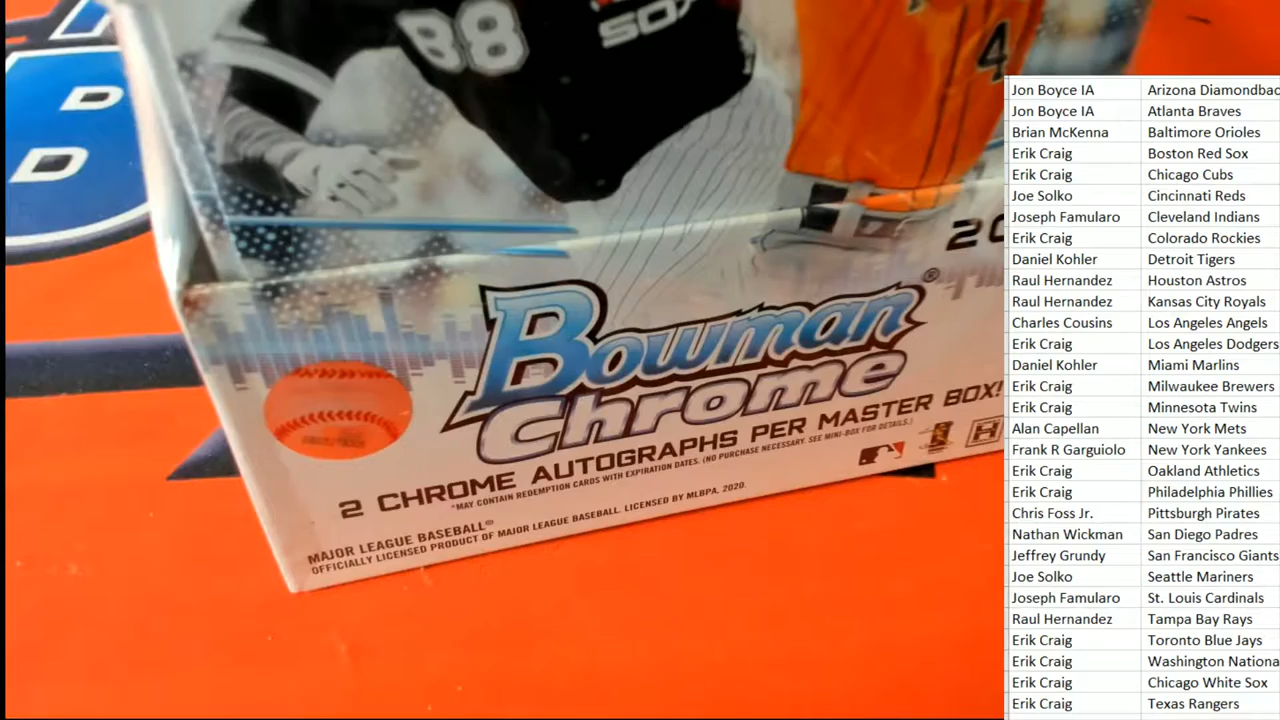 D
D
88
SOX
4
20
Bowman®
Chrome
2 CHROME AUTOGRAPHS PER MASTER BOX!
*MAY CONTAIN REDEMPTION CARDS WITH EXPIRATION DATES. (NO PURCHASE NECESSARY. SEE MINI-BOX FOR DETAILS.)
MAJOR LEAGUE BASEBALL®
OFFICIALLY LICENSED PRODUCT OF MAJOR LEAGUE BASEBALL. LICENSED BY MLBPA, 2020.
Jon Boyce IA Arizona Diamondbac
Jon Boyce IA Atlanta Braves
Brian McKenna Baltimore Orioles
Erik Craig Boston Red Sox
Erik Craig Chicago Cubs
Joe Solko Cincinnati Reds
Joseph Famularo Cleveland Indians
Erik Craig Colorado Rockies
Daniel Kohler Detroit Tigers
Raul Hernandez Houston Astros
Raul Hernandez Kansas City Royals
Charles Cousins Los Angeles Angels
Erik Craig Los Angeles Dodgers
Daniel Kohler Miami Marlins
Erik Craig Milwaukee Brewers
Erik Craig Minnesota Twins
Alan Capellan New York Mets
Frank R Garguiolo New York Yankees
Erik Craig Oakland Athletics
Erik Craig Philadelphia Phillies
Chris Foss Jr. Pittsburgh Pirates
Nathan Wickman San Diego Padres
Jeffrey Grundy San Francisco Giants
Joe Solko Seattle Mariners
Joseph Famularo St. Louis Cardinals
Raul Hernandez Tampa Bay Rays
Erik Craig Toronto Blue Jays
Erik Craig Washington Nationa
Erik Craig Chicago White Sox
Erik Craig Texas Rangers